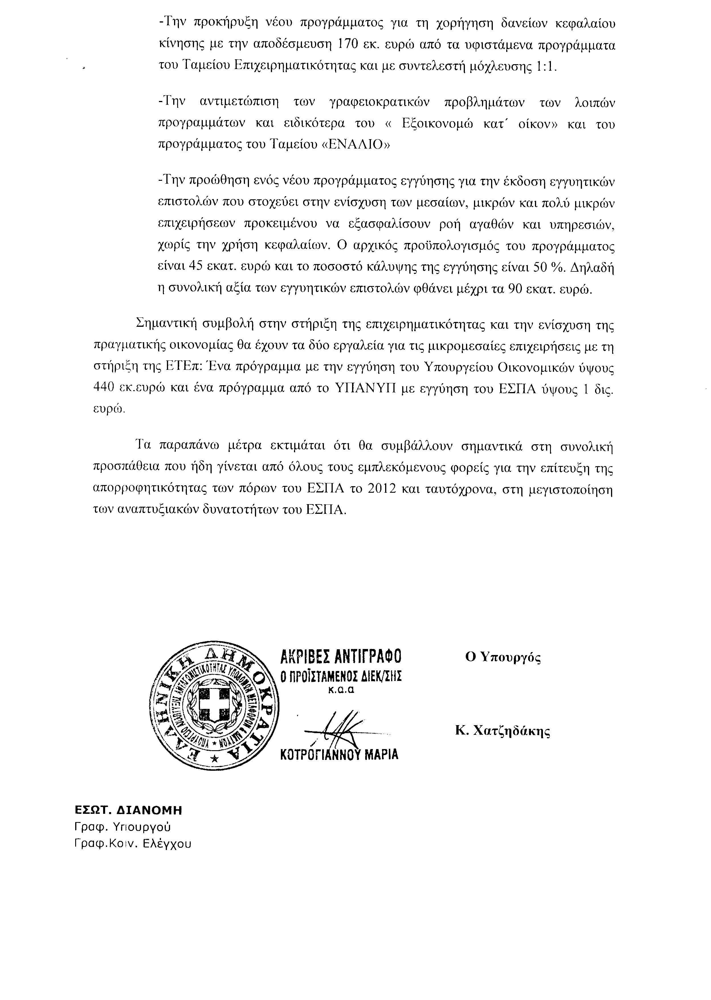 -Την προκήρυξη νέου προγράμματος για τη χορήγηση δανείων κεφαλαίου
κίνησης με την αποδέσμευση 170 εκ. ευρώ από τα υφιστάμενα προγράμματα
του Ταμείου Επιχειρηματικότητας και με συντελεστή μόχλευσης 1:1.
-Την αντιμετώπιση των γραφειοκρατικών προβλημάτων των λοιπών
προγραμμάτων και ειδικότερα του « Εξοικονομώ κατ΄ οίκον» και του
προγράμματος του Ταμείου «ΕΝΑΛΙΟ»
-Την προώθηση ενός νέου προγράμματος εγγύησης για την έκδοση εγγυητικών
επιστολών που στοχεύει στην ενίσχυση των μεσαίων, μικρών και πολύ μικρών
επιχειρήσεων προκειμένου να εξασφαλίσουν ροή αγαθών και υπηρεσιών,
χωρίς την χρήση κεφαλαίων. Ο αρχικός προϋπολογισμός του προγράμματος
είναι 45 εκατ. ευρώ και το ποσοστό κάλυψης της εγγύησης είναι 50 %. Δηλαδή
η συνολική αξία των εγγυητικών επιστολών φθάνει μέχρι τα 90 εκατ. ευρώ.
Σημαντική συμβολή στην στήριξη της επιχειρηματικότητας και την ενίσχυση της
πραγματικής οικονομίας θα έχουν τα δύο εργαλεία για τις μικρομεσαίες επιχειρήσεις με τη
στήριξη της ΕΤΕπ: Ένα πρόγραμμα με την εγγύηση του Υπουργείου Οικονομικών ύψους
440 εκ.ευρώ και ένα πρόγραμμα από το ΥΠΑΝΥΠ με εγγύηση του ΕΣΠΑ ύψους 1 δις.
ευρώ.
Τα παραπάνω μέτρα εκτιμάται ότι θα συμβάλλουν σημαντικά στη συνολική
προσπάθεια που ήδη γίνεται από όλους τους εμπλεκόμενους φορείς για την επίτευξη της
απορροφητικότητας των πόρων του ΕΣΠΑ το 2012 και ταυτόχρονα, στη μεγιστοποίηση
των αναπτυξιακών δυνατοτήτων του ΕΣΠΑ.
ΕΛΛΗΝΙΚΗ ΔΗΜΟΚΡΑΤΙΑ
ΥΠΟΥΡΓΕΙΟ ΑΝΑΠΤΥΞΗΣ ΑΝΤΑΓΩΝΙΣΤΙΚΟΤΗΤΑΣ ΥΠΟΔΟΜΩΝ ΜΕΤΑΦΟΡΩΝ & ΔΙΚΤΥΩΝ
ΑΚΡΙΒΕΣ ΑΝΤΙΓΡΑΦΟ
Ο ΠΡΟΪΣΤΑΜΕΝΟΣ ΔΙΕΚ/ΣΗΣ
κ.α.α
ΚΟΤΡΟΓΙΑΝΝΟΥ ΜΑΡΙΑ
Ο Υπουργός
Κ. Χατζηδάκης
ΕΣΩΤ. ΔΙΑΝΟΜΗ
Γραφ. Υπουργού
Γραφ.Κοιν. Ελέγχου